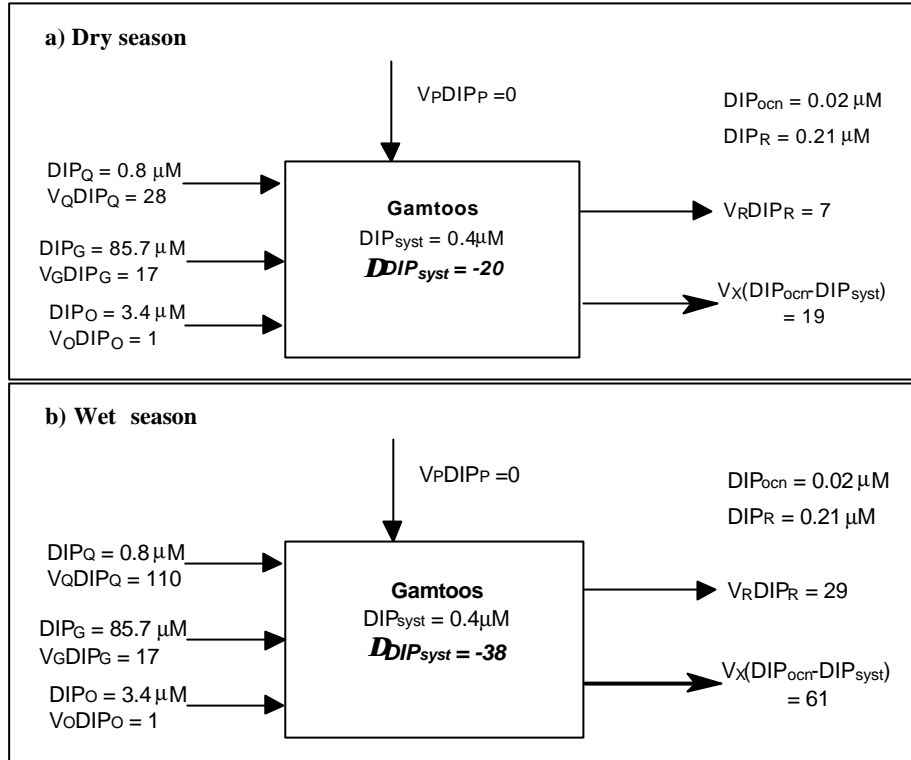 a) Dry season
VPDIPP =0
DIPocn = 0.02 μM
DIPR = 0.21 μM
DIPQ = 0.8 μM
VQDIPQ = 28
DIPG = 85.7 μM
VGDIPG = 17
DIPO = 3.4 μM
VODIPO = 1
Gamtoos
DIPsyst = 0.4μM
DDIPsyst = -20
VRDIPR = 7
VX(DIPocn-DIPsyst)
= 19
b) Wet season
VPDIPP =0
DIPocn = 0.02 μM
DIPR = 0.21 μM
DIPQ = 0.8 μM
VQDIPQ = 110
DIPG = 85.7 μM
VGDIPG = 17
DIPO = 3.4 μM
VODIPO = 1
Gamtoos
DIPsyst = 0.4μM
DDIPsyst = -38
VRDIPR = 29
VX(DIPocn-DIPsyst)
= 61